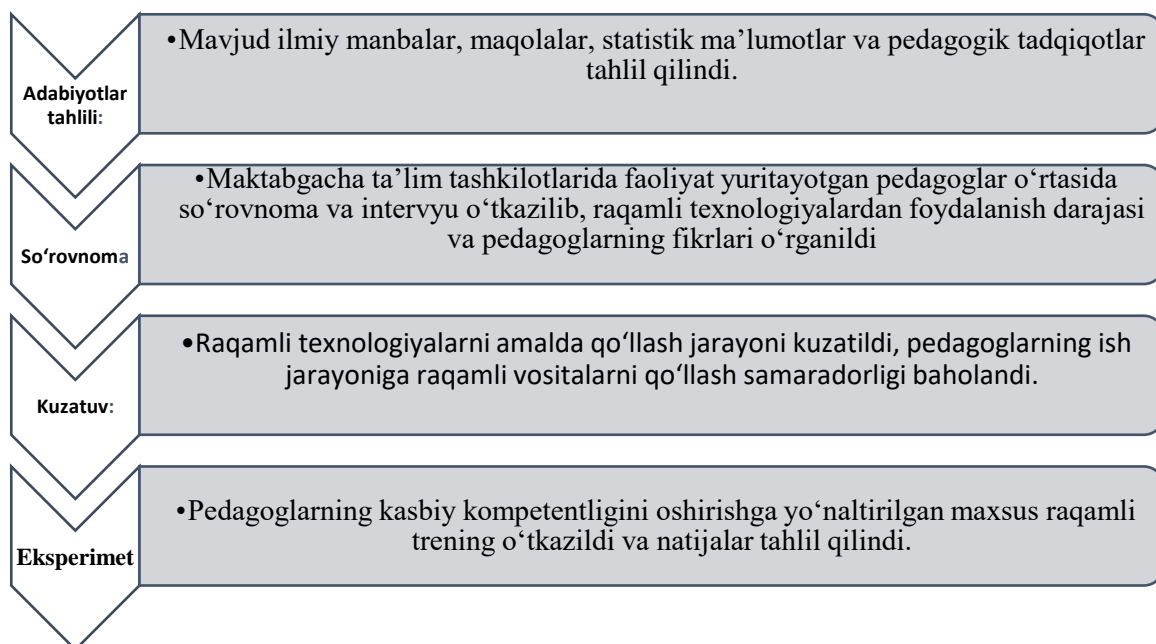 Adabiyotlar
tahlili:
•Mavjud ilmiy manbalar, maqolalar, statistik ma’lumotlar va pedagogik tadqiqotlar
tahlil qilindi.
So‘rovnoma
•Maktabgacha ta’lim tashkilotlarida faoliyat yuritayotgan pedagoglar o‘rtasida
so‘rovnoma va intervyu o‘tkazilib, raqamli texnologiyalardan foydalanish darajasi
va pedagoglarning fikrlari o‘rganildi
Kuzatuv:
•Raqamli texnologiyalarni amalda qo‘llash jarayoni kuzatildi, pedagoglarning ish
jarayoniga raqamli vositalarni qo‘llash samaradorligi baholandi.
Eksperimet
•Pedagoglarning kasbiy kompetentligini oshirishga yo‘naltirilgan maxsus raqamli
trening o‘tkazildi va natijalar tahlil qilindi.